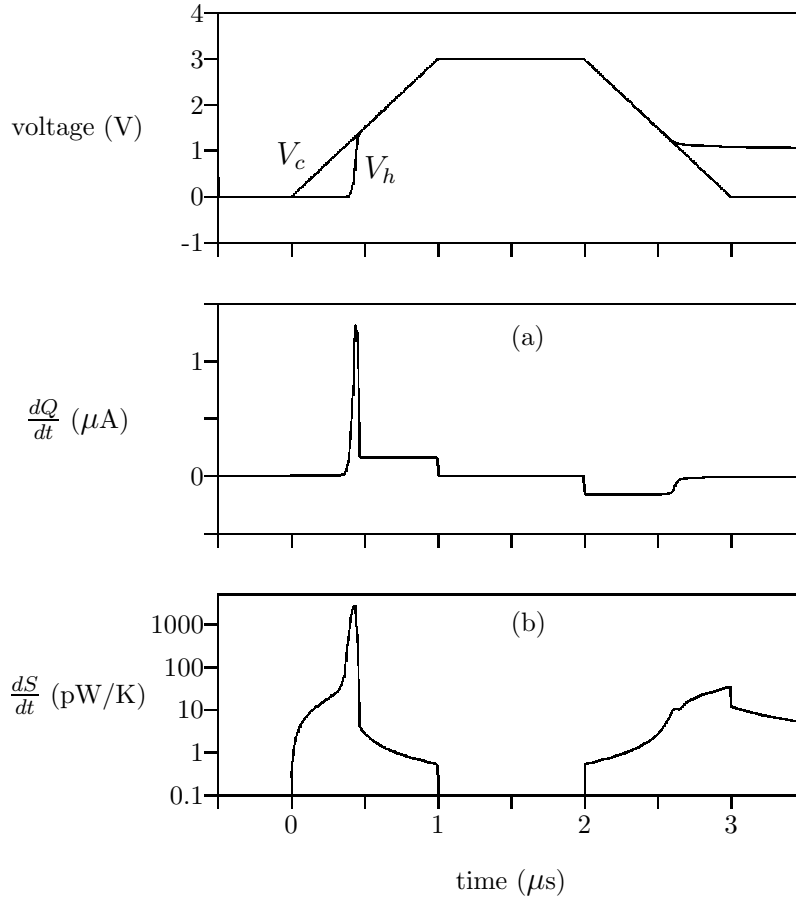 4
3
2
voltage (V)
1
0
-1
V_c
V_h
(a)
1
dQ/dt (μA)
0
(b)
1000
100
dS/dt (pW/K)
10
1
0.1
0 1 2 3
time (μs)